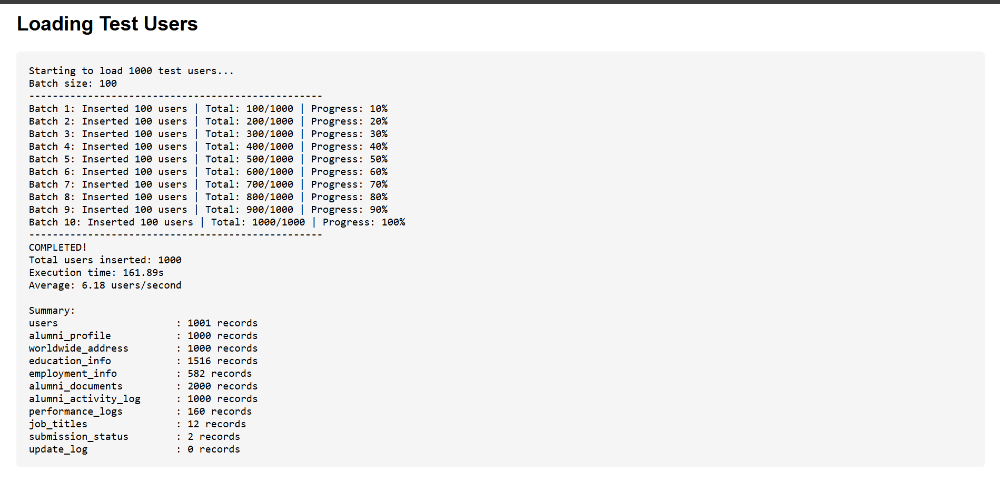 Loading Test Users
Starting to load 1000 test users...
Batch size: 100
--------------------------------------------------
Batch 1: Inserted 100 users | Total: 100/1000 | Progress: 10%
Batch 2: Inserted 100 users | Total: 200/1000 | Progress: 20%
Batch 3: Inserted 100 users | Total: 300/1000 | Progress: 30%
Batch 4: Inserted 100 users | Total: 400/1000 | Progress: 40%
Batch 5: Inserted 100 users | Total: 500/1000 | Progress: 50%
Batch 6: Inserted 100 users | Total: 600/1000 | Progress: 60%
Batch 7: Inserted 100 users | Total: 700/1000 | Progress: 70%
Batch 8: Inserted 100 users | Total: 800/1000 | Progress: 80%
Batch 9: Inserted 100 users | Total: 900/1000 | Progress: 90%
Batch 10: Inserted 100 users | Total: 1000/1000 | Progress: 100%
--------------------------------------------------
COMPLETED!
Total users inserted: 1000
Execution time: 161.89s
Average: 6.18 users/second
Summary:
users                    : 1001 records
alumni_profile           : 1000 records
worldwide_address        : 1000 records
education_info           : 1516 records
employment_info          : 582 records
alumni_documents         : 2000 records
alumni_activity_log      : 1000 records
performance_logs         : 160 records
job_titles               : 12 records
submission_status        : 2 records
update_log               : 0 records